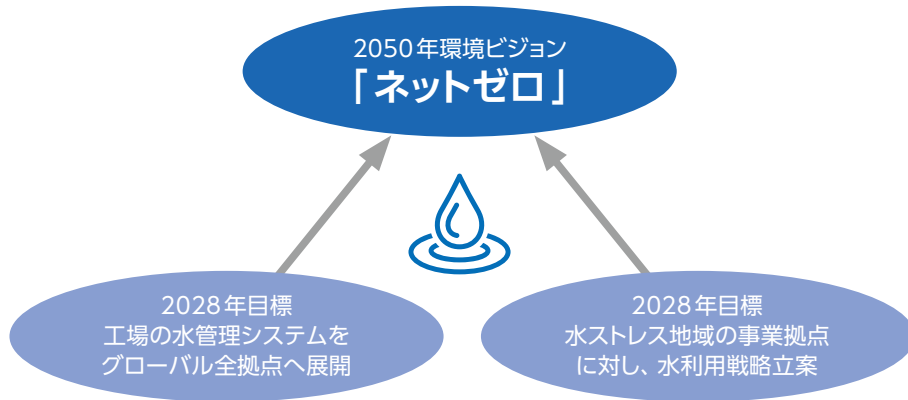 2050年環境ビジョン
「ネットゼロ」
2028年目標
工場の水管理システムを
グローバル全拠点へ展開
2028年目標
水ストレス地域の事業拠点
に対し、水利用戦略立案